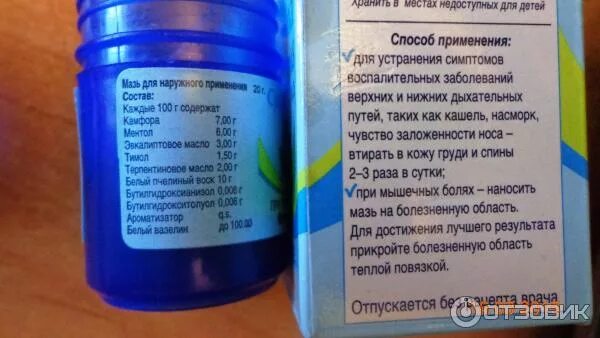 Мазь для наружного применения 20 г.
Состав:
Каждые 100 г содержат
Камфора 7,00 г
Ментол 6,00 г
Эвкалиптовое масло 3,00 г
Тимол 1,50 г
Терпентиновое масло 2,00 г
Белый пчелиный воск 10 г
Бутилгидроксианизол 0,006 г
Бутилгидрокситолуол 0,006 г
Ароматизатор q.s.
Белый вазелин до 100.00
Хранить в местах недоступных для детей
Способ применения:
для устранения симптомов
воспалительных заболеваний
верхних и нижних дыхательных
путей, таких как кашель, насморк,
чувство заложенности носа –
втирать в кожу груди и спины
2–3 раза в сутки;
при мышечных болях – наносить
мазь на болезненную область.
Для достижения лучшего результата
прикройте болезненную область
теплой повязкой.
Отпускается без рецепта врача
ОТЗОВИК